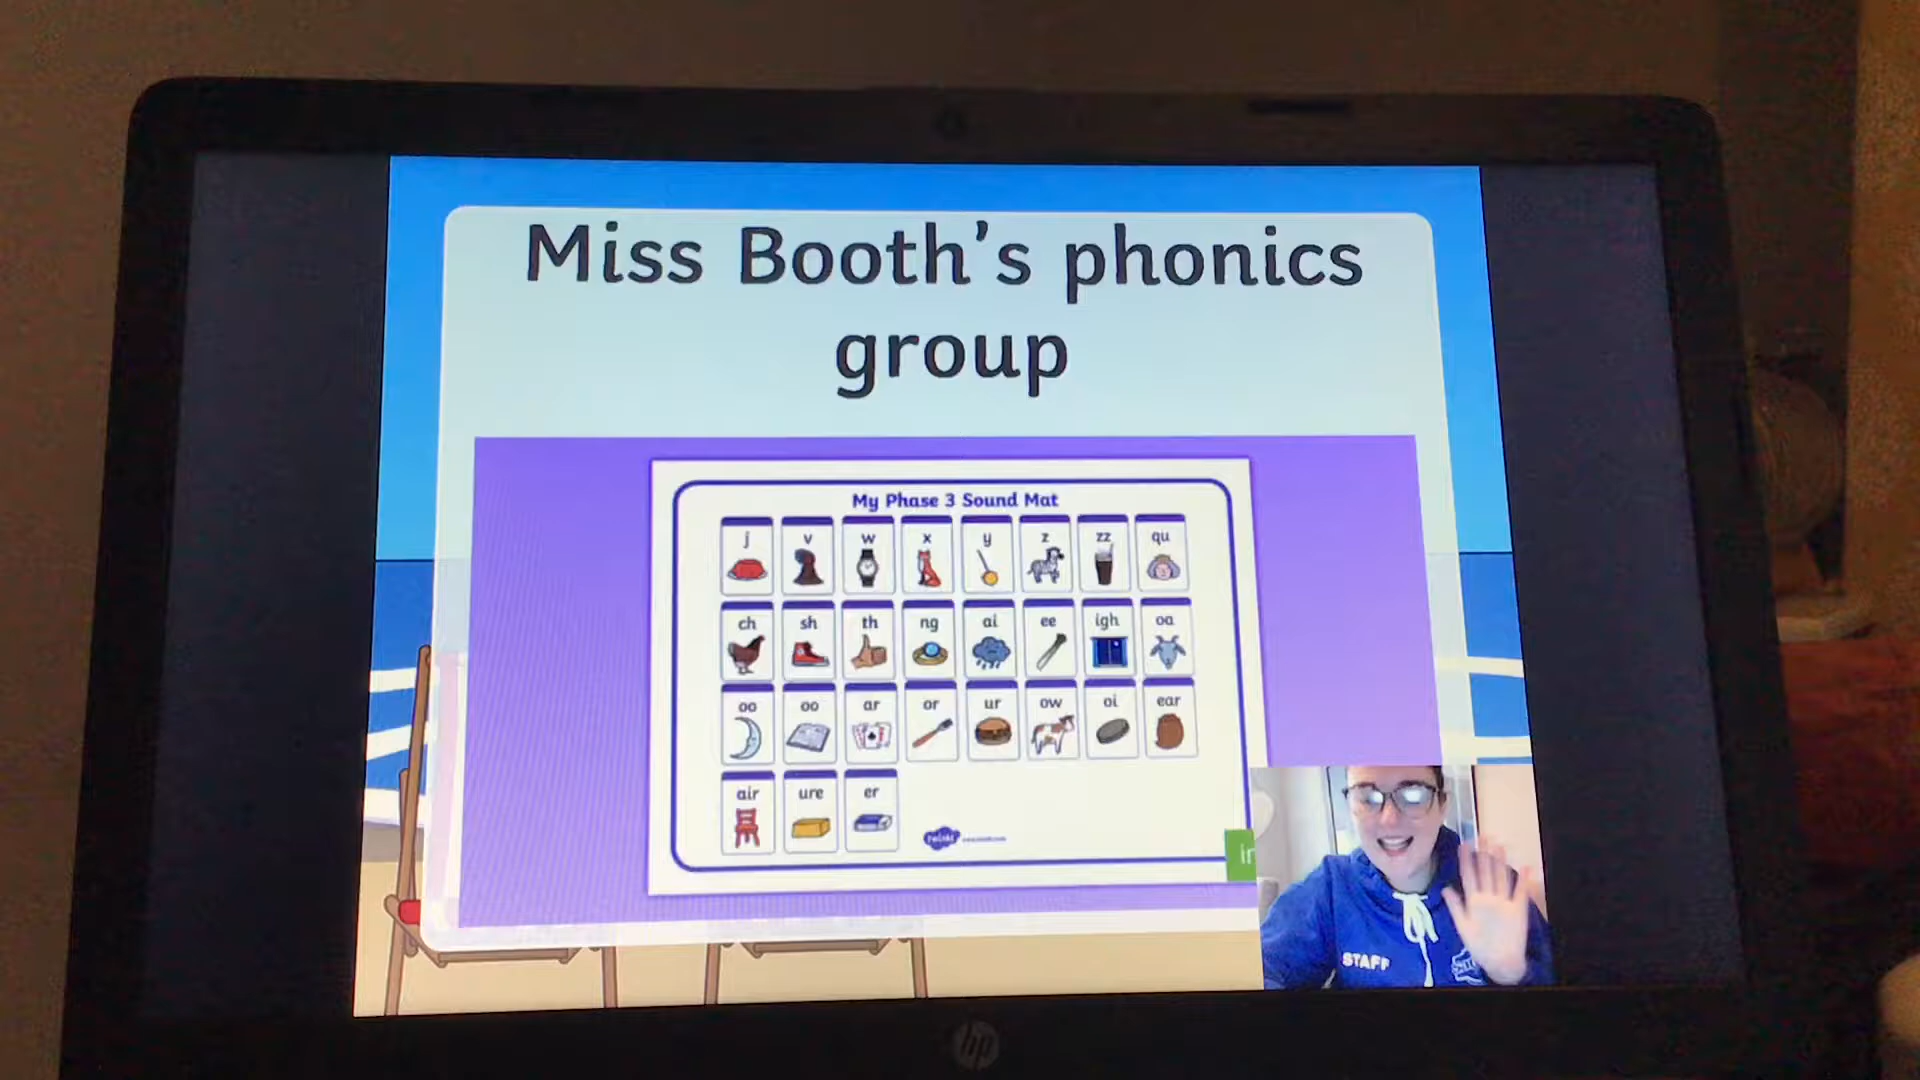 Miss Booth's phonics
group
My Phase 3 Sound Mat
j v w x y z zz qu
ch sh th ng ai ee igh oa
oo oo ar or ur ow oi ear
air ure er
twinkl
STAFF
hp